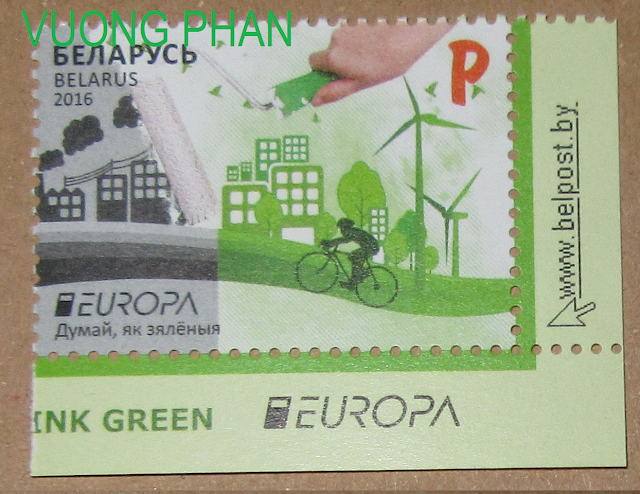 VUONG PHAN
БЕЛАРУСЬ
BELARUS
2016
P
www.belpost.by
EUROPA
Думай, як зялёныя
INK GREEN
EUROPA